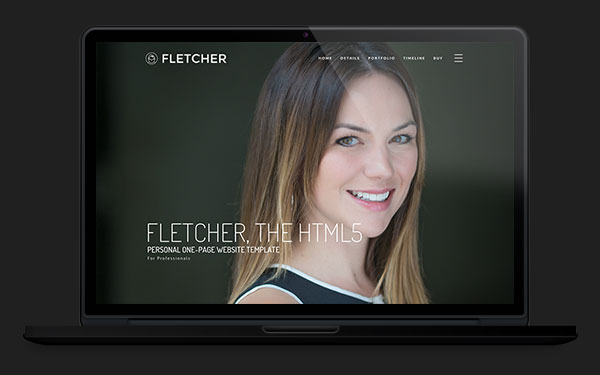 FLETCHER
HOME DETAILS PORTFOLIO TIMELINE BUY
FLETCHER, THE HTML5
PERSONAL ONE-PAGE WEBSITE TEMPLATE
For Professionals